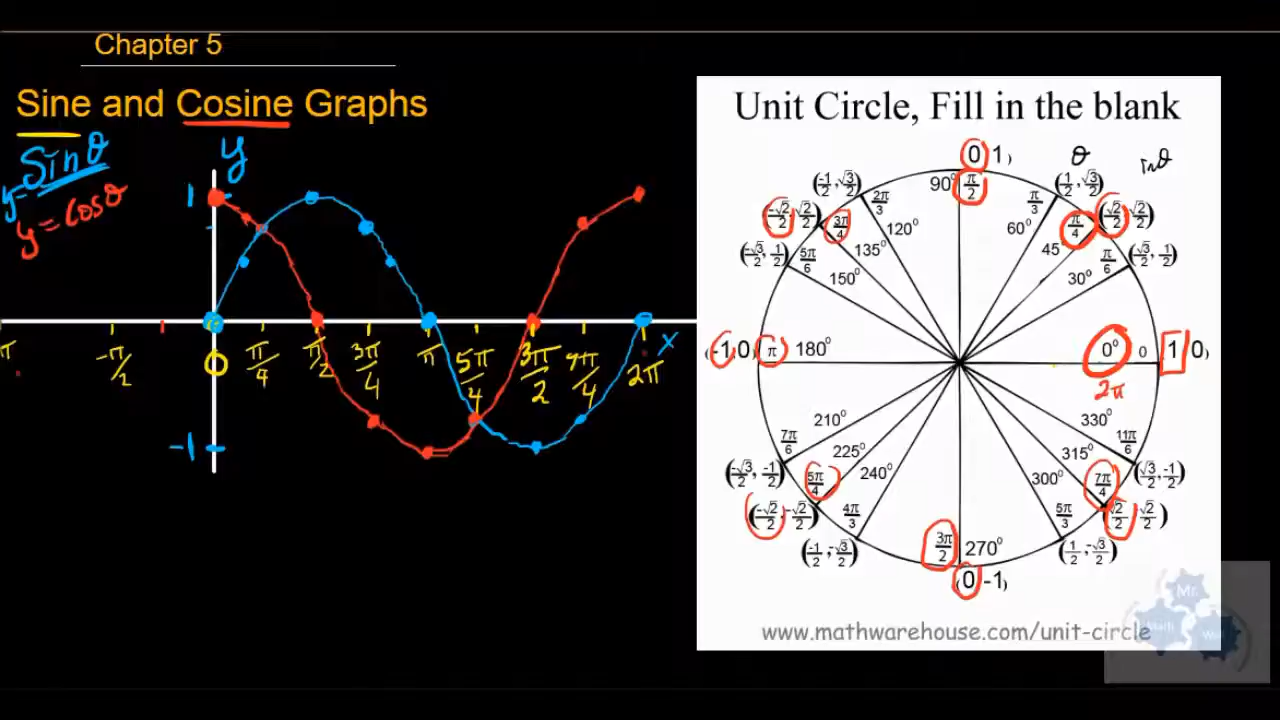 Chapter 5
Sine and Cosine Graphs
y = Sinθ
y = cosθ
y
1
-1
π
-π/2
0
π/4
π/2
3π/4
π
5π/4
3π/2
7π/4
2π
x
Unit Circle, Fill in the blank
0 1)
θ
sinθ
(-1/2, √3/2)
90° π/2
(1/2, √3/2)
2π/3
π/3
(-√2/2, √2/2)
3π/4
120°
60°
π/4
(√2/2, √2/2)
(-√3/2, 1/2)
5π/6
135°
45°
π/6
(√3/2, 1/2)
150°
30°
(-1,0)
π
180°
0°
0
1 0)
2π
210°
330°
7π/6
11π/6
225°
315°
(-√3/2, -1/2)
5π/4
240°
300°
7π/4
(√3/2, -1/2)
(-√2/2, -√2/2)
4π/3
3π/2
270°
5π/3
(√2/2, √2/2)
(-1/2, -√3/2)
(0 -1)
(1/2, -√3/2)
www.mathwarehouse.com/unit-circle
Mr.
Math